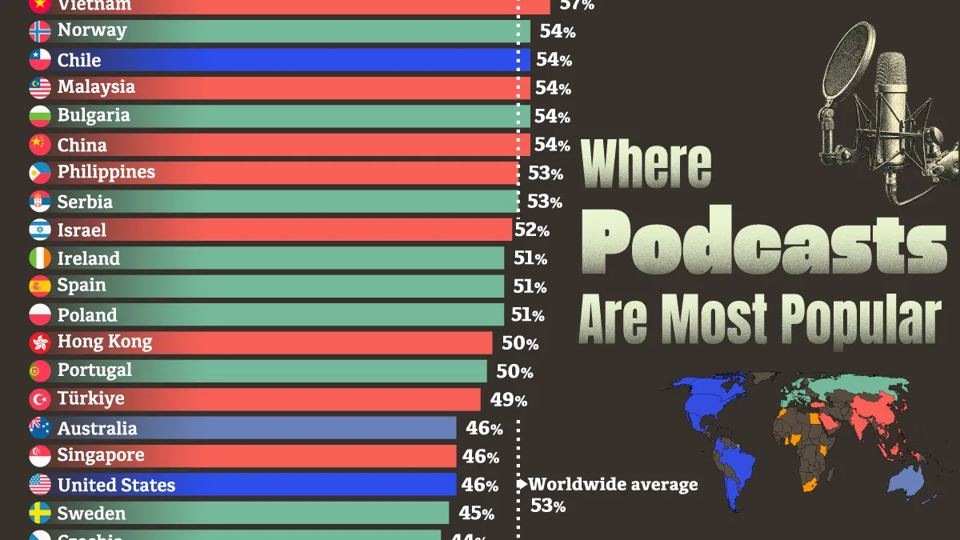 Vietnam 57%
Norway 54%
Chile 54%
Malaysia 54%
Bulgaria 54%
China 54%
Philippines 53%
Serbia 53%
Israel 52%
Ireland 51%
Spain 51%
Poland 51%
Hong Kong 50%
Portugal 50%
Türkiye 49%
Australia 46%
Singapore 46%
United States 46%
Sweden 45%
Czechia 44%
Where
Podcasts
Are Most Popular
Worldwide average
53%